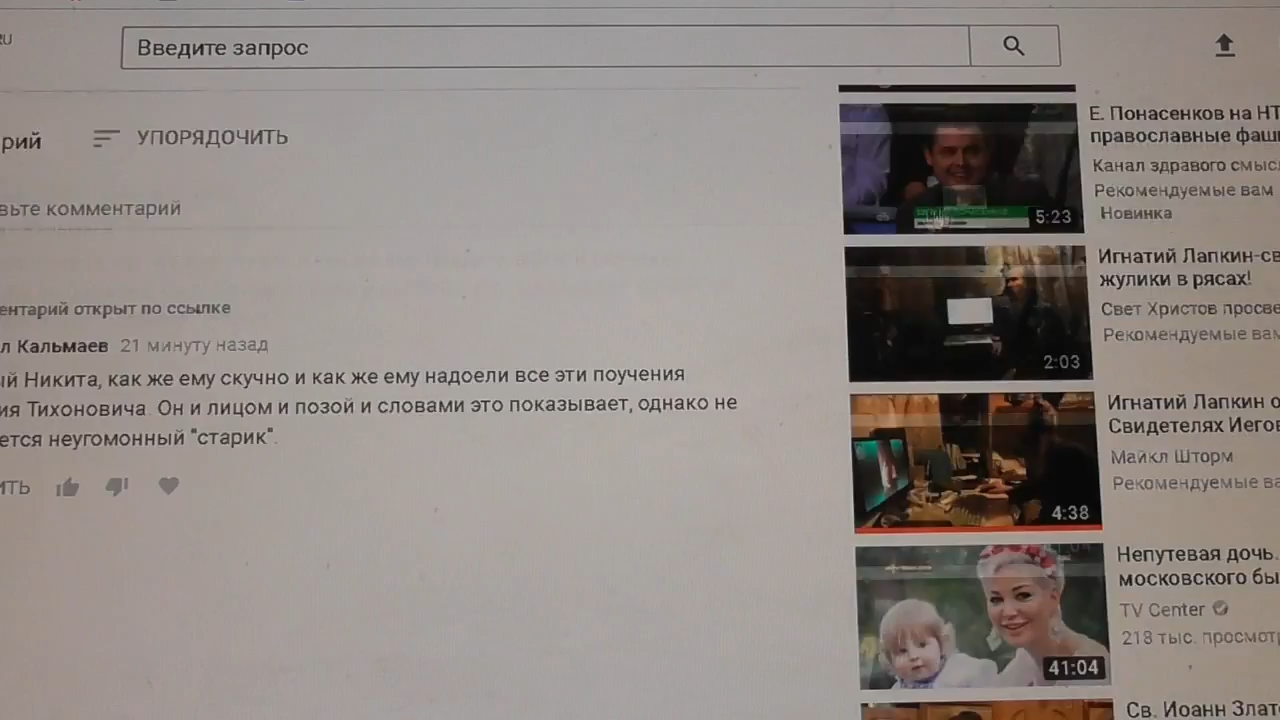 RU
Введите запрос
рий УПОРЯДОЧИТЬ
вьте комментарий
ентарий открыт по ссылке
л Кальмаев 21 минуту назад
ый Никита, как же ему скучно и как же ему надоели все эти поучения
ия Тихоновича. Он и лицом и позой и словами это показывает, однако не
ется неугомонный "старик".
ИТЬ
5:23
Е. Понасенков на НТ
православные фаши
Канал здравого смысл
Рекомендуемые вам
Новинка
2:03
Игнатий Лапкин-св
жулики в рясах!
Свет Христов просве
Рекомендуемые вам
4:38
Игнатий Лапкин о
Свидетелях Иегов
Майкл Шторм
Рекомендуемые ва
41:04
Непутевая дочь.
московского бы
TV Center
218 тыс. просмотр
Св. Иоанн Злат